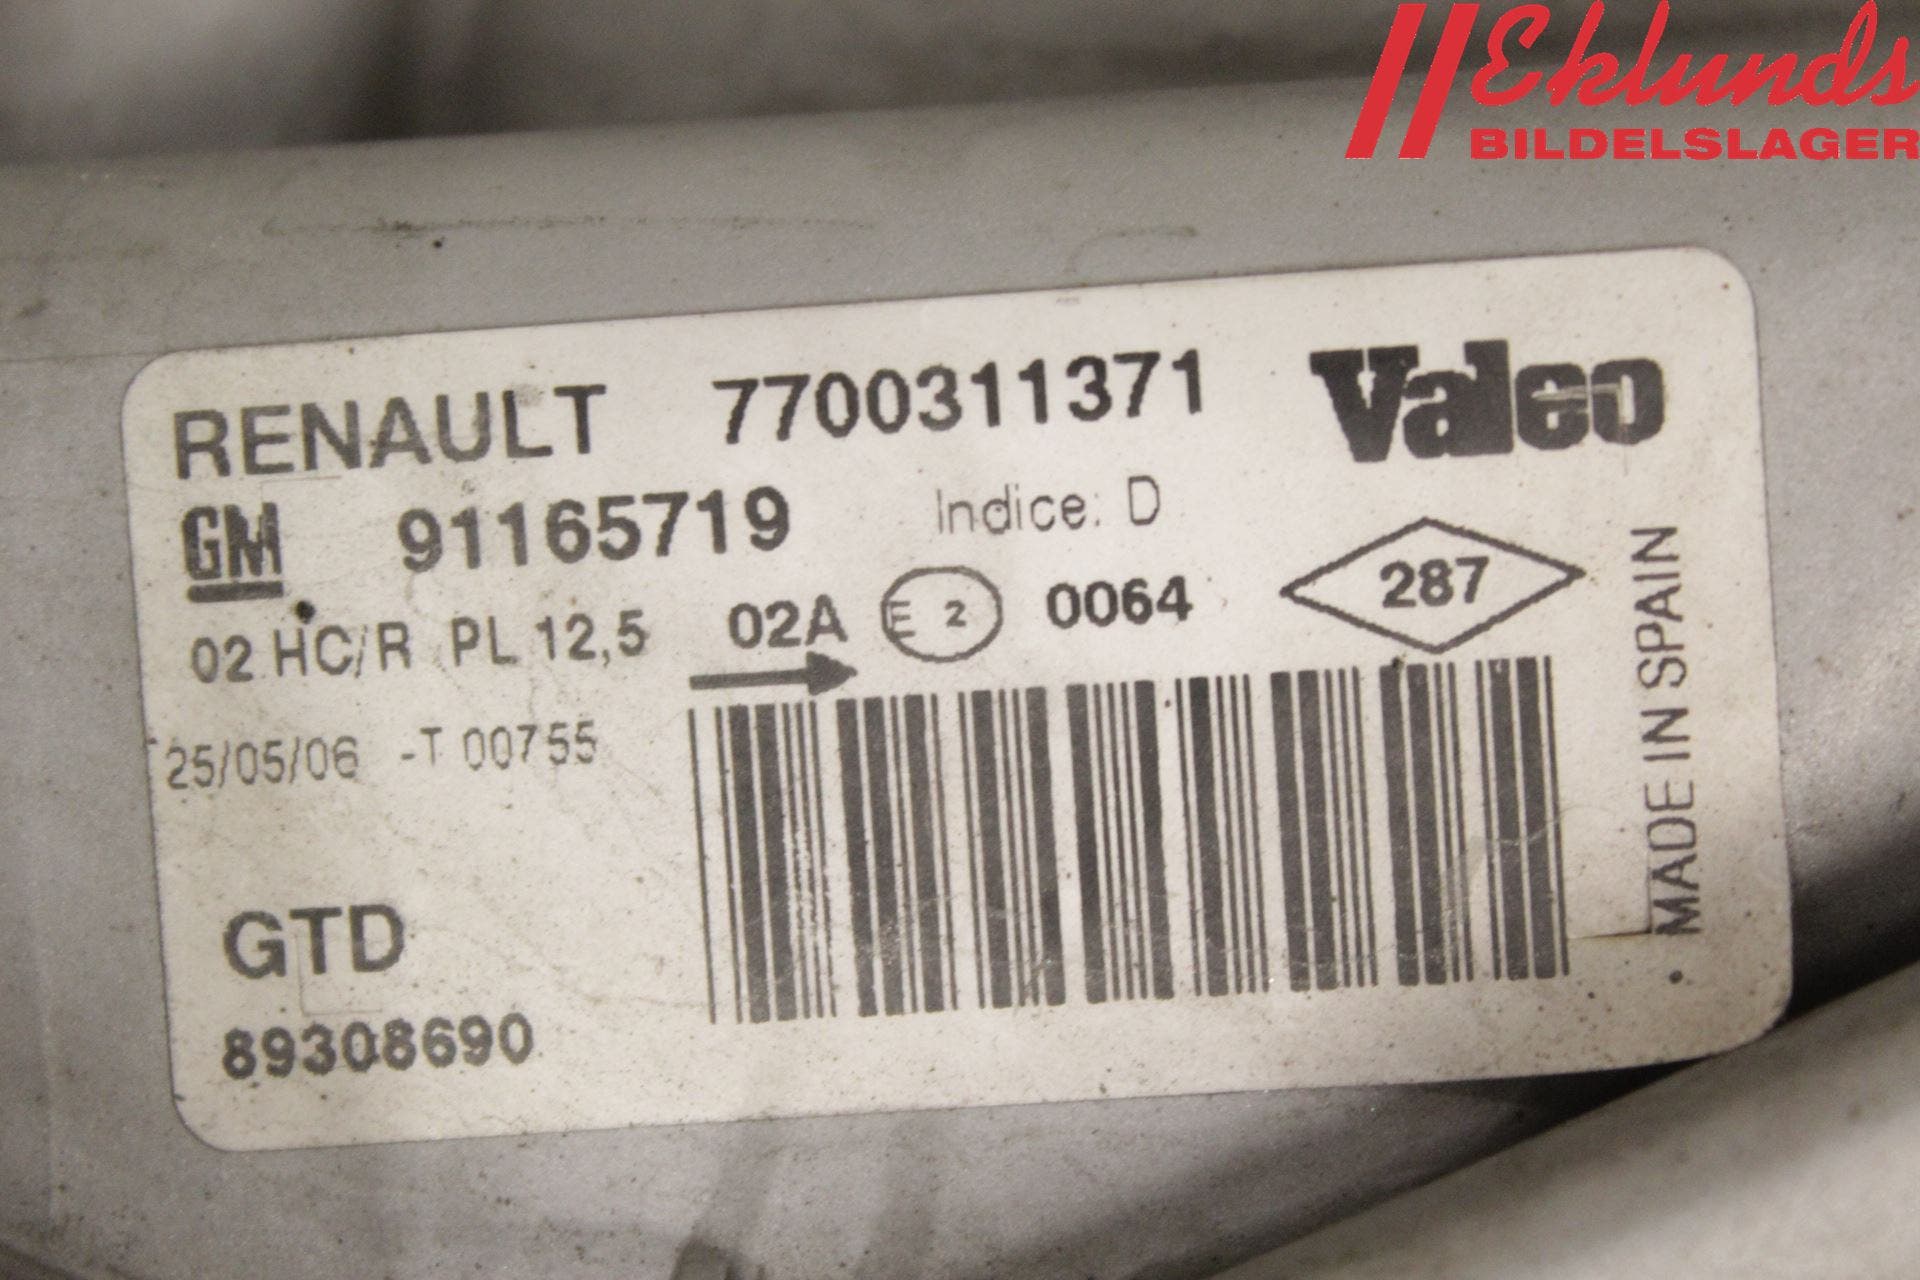 Eklunds
BILDELSLAGER
RENAULT 7700311371 Valeo
GM 91165719 Indice: D
02 HC/R PL 12,5 02A E 2 0064 287
25/05/06 -T 00755
GTD
89308690
MADE IN SPAIN